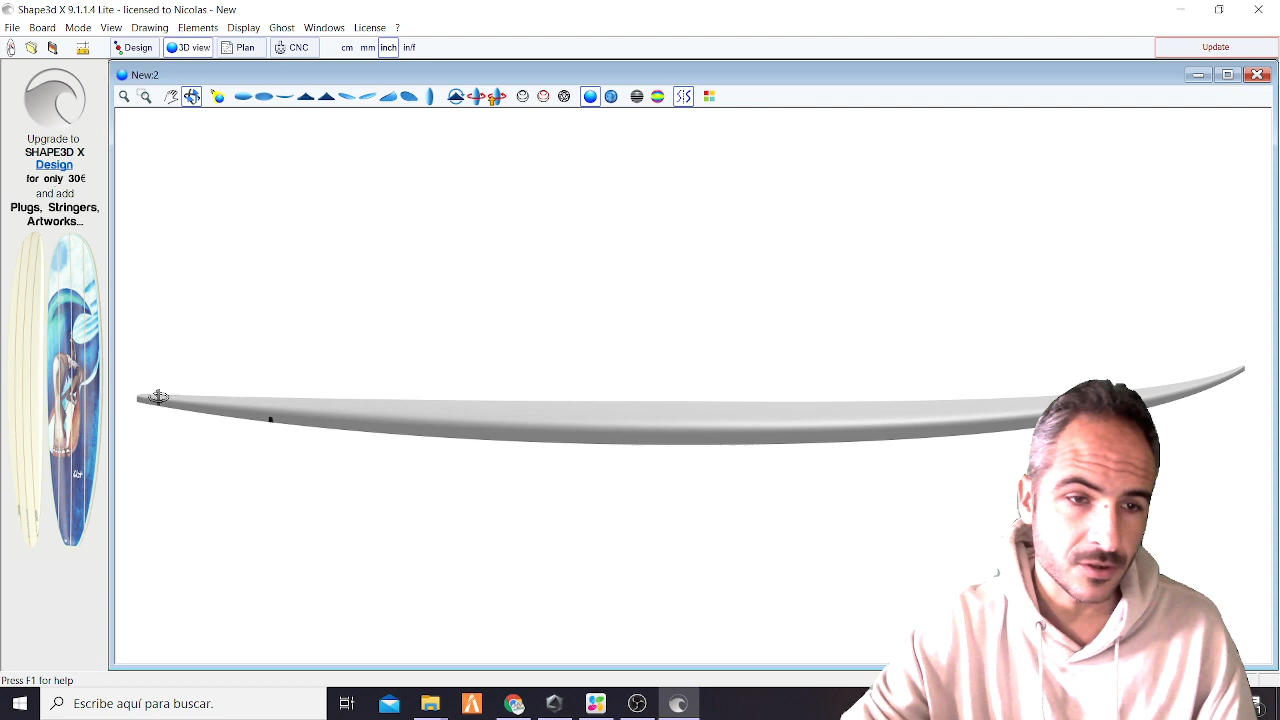 Shape3d X 9.1.1.4 Lite - licensed to Nicolas - New
File Board Mode View Drawing Elements Display Ghost Windows License ?
Design 3D view Plan CNC cm mm inch in/f Update
New:2
Upgrade to
SHAPE3D X
Design
for only 30€
and add
Plugs, Stringers,
Artworks...
Press F1 for help
Escribe aquí para buscar.